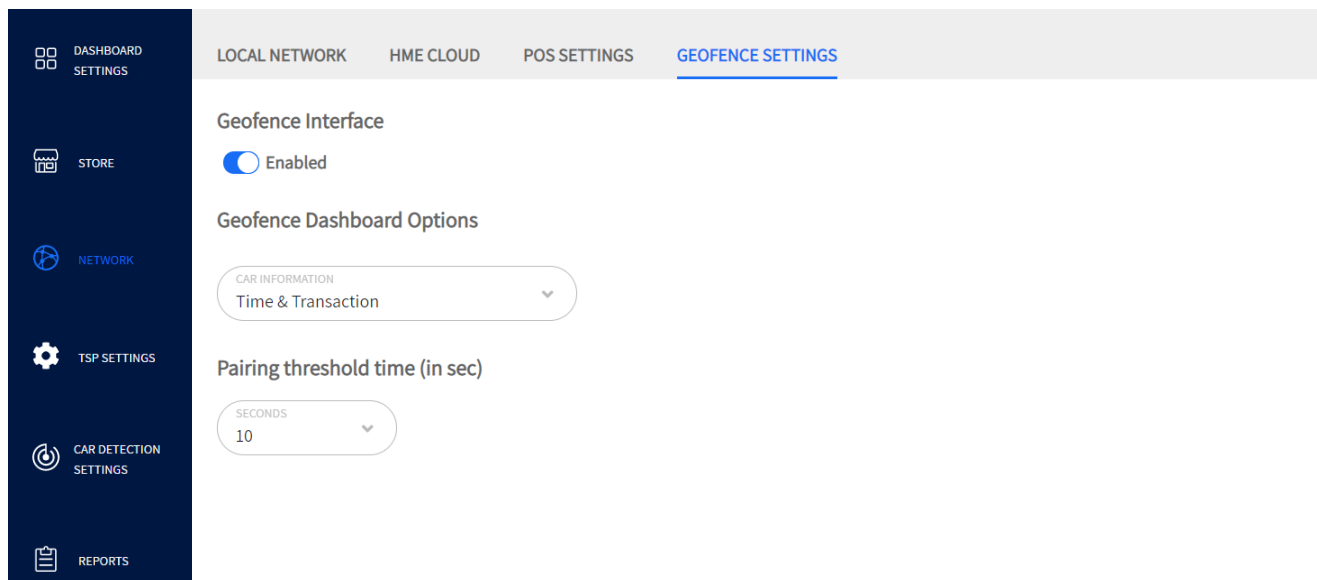 DASHBOARD
SETTINGS
STORE
NETWORK
TSP SETTINGS
CAR DETECTION
SETTINGS
REPORTS
LOCAL NETWORK HME CLOUD POS SETTINGS GEOFENCE SETTINGS
Geofence Interface
Enabled
Geofence Dashboard Options
CAR INFORMATION
Time & Transaction
Pairing threshold time (in sec)
SECONDS
10